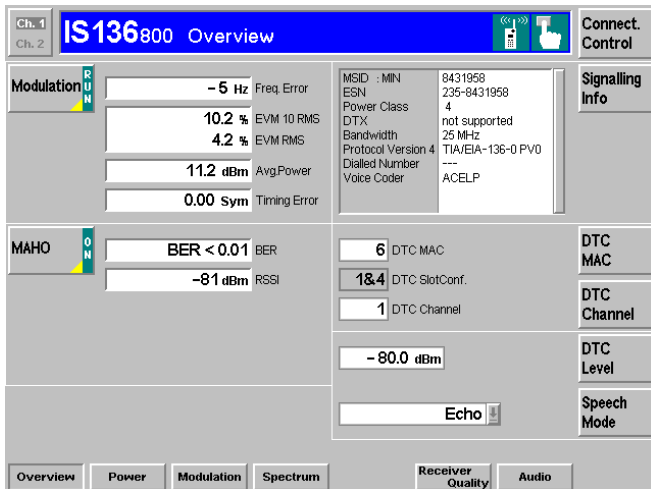 Ch. 1
Ch. 2
IS136800 Overview
Connect.
Control
Modulation
RUN
– 5 Hz Freq. Error
10.2 % EVM 10 RMS
4.2 % EVM RMS
11.2 dBm Avg.Power
0.00 Sym Timing Error
MSID : MIN 8431958
ESN 235-8431958
Power Class 4
DTX not supported
Bandwidth 25 MHz
Protocol Version 4 TIA/EIA-136-0 PV0
Dialled Number ---
Voice Coder ACELP
Signalling
Info
MAHO
ON
BER < 0.01 BER
–81 dBm RSSI
6 DTC MAC
1&4 DTC SlotConf.
1 DTC Channel
DTC
MAC
DTC
Channel
– 80.0 dBm
DTC
Level
Echo
Speech
Mode
Overview
Power
Modulation
Spectrum
Receiver
Quality
Audio